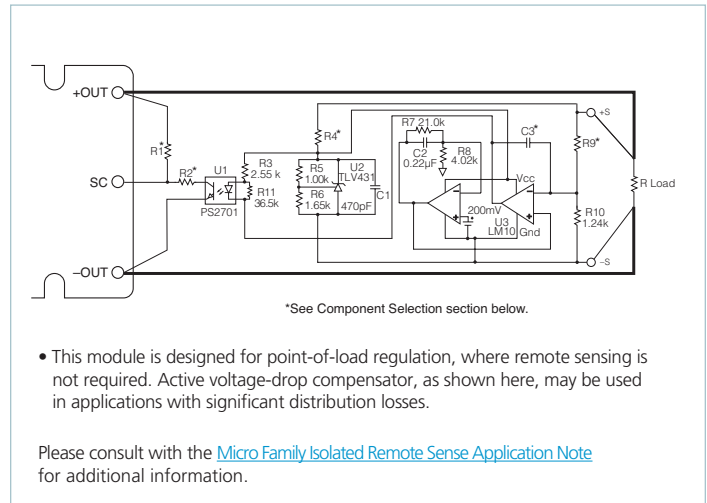 +OUT
R1*
SC
R2*
U1
PS2701
R3
2.55 k
R11
36.5k
–OUT
R4*
R5
1.00k
R6
1.65k
U2
TLV431
470pF
C1
R7 21.0k
C2
0.22µF
R8
4.02k
C3*
Vcc
200mV
U3
LM10
Gnd
+S
R9*
R Load
R10
1.24k
–S
*See Component Selection section below.
• This module is designed for point-of-load regulation, where remote sensing is
not required. Active voltage-drop compensator, as shown here, may be used
in applications with significant distribution losses.
Please consult with the Micro Family Isolated Remote Sense Application Note
for additional information.